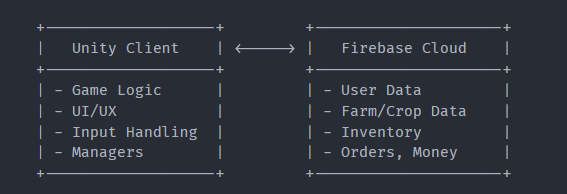 Unity Client <----> Firebase Cloud
- Game Logic - User Data
- UI/UX - Farm/Crop Data
- Input Handling - Inventory
- Managers - Orders, Money